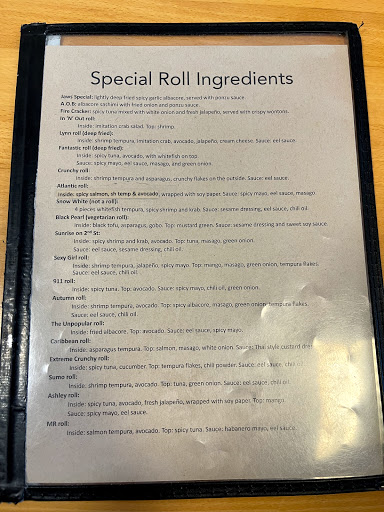 Special Roll Ingredients
Jaws Special: lightly deep fried spicy garlic albacore, served with ponzu sauce
A.O.B: albacore sashimi with fried onion and ponzu sauce.
Fire Cracker: spicy tuna mixed with white onion and fresh jalapeño, served with crispy wontons.
In 'N' Out roll:
Inside: imitation crab salad. Top: shrimp.
Lynn roll (deep fried):
Inside: shrimp tempura, imitation crab, avocado, jalapeño, cream cheese. Sauce: eel sauce.
Fantastic roll (deep fried):
Inside: spicy tuna, avocado, with whitefish on top.
Sauce: spicy mayo, eel sauce, masago, and green onion.
Crunchy roll:
Inside: shrimp tempura and asparagus, crunchy flakes on the outside. Sauce: eel sauce.
Atlantic roll:
Inside: spicy salmon, sh temp & avocado, wrapped with soy paper. Sauce: spicy mayo, eel sauce, masago.
Snow White (not a roll):
4 pieces whitefish tempura, spicy shrimp and krab. Sauce: sesame dressing, eel sauce, chili oil.
Black Pearl (vegetarian roll):
Inside: black tofu, asparagus, gobo. Top: mustard green. Sauce: sesame dressing and sweet soy sauce.
Sunrise on 2nd St:
Inside: spicy shrimp and krab, avocado. Top: tuna, masago, green onion.
Sauce: eel sauce, sesame dressing, chili oil.
Sexy Girl roll:
Inside: shrimp tempura, jalapeño, spicy mayo. Top: mango, masago, green onion, tempura flakes.
Sauce: eel sauce, chili oil.
911 roll:
Inside: spicy tuna. Top: avocado. Sauce: spicy mayo, chili oil, green onion.
Autumn roll:
Inside: shrimp tempura, avocado. Top: spicy albacore, masago, green onion, tempura flakes.
Sauce: eel sauce, chili oil.
The Unpopular roll:
Inside: fried albacore. Top: avocado. Sauce: eel sauce, spicy mayo.
Caribbean roll:
Inside: asparagus tempura. Top: salmon, masago, white onion. Sauce: Thai style custard
Extreme Crunchy roll:
Inside: spicy tuna, cucumber. Top: tempura flakes, chili powder. Sauce: eel sauce, chili oil.
Sumo roll:
Inside: shrimp tempura, avocado. Top: tuna, green onion. Sauce: eel sauce, chili oil.
Ashley roll:
Inside: spicy tuna, avocado, fresh jalapeño, wrapped with soy paper. Top: mango.
Sauce: spicy mayo, eel sauce.
MR roll:
Inside: salmon tempura, avocado. Top: spicy tuna. Sauce: habanero mayo, eel sauce.